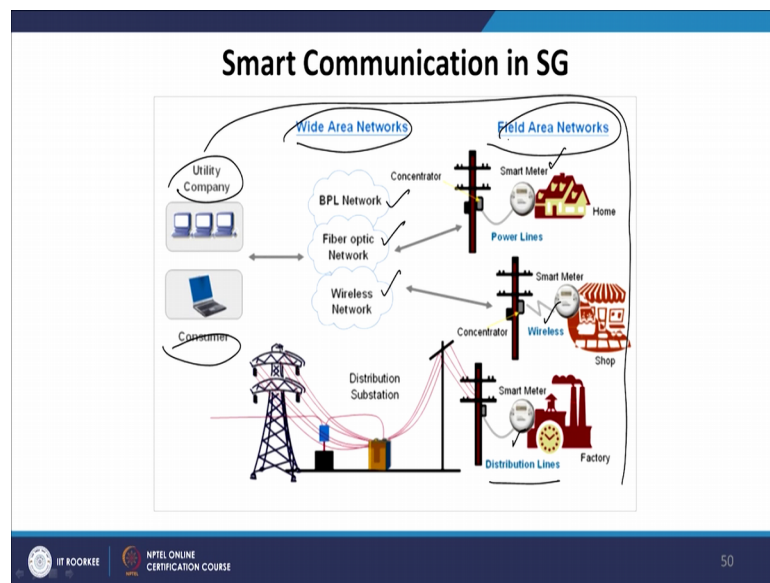 Smart Communication in SG
Wide Area Networks
Field Area Networks
Utility
Company
Consumer
BPL Network
Fiber optic
Network
Wireless
Network
Concentrator
Smart Meter
Home
Power Lines
Smart Meter
Concentrator
Wireless
Shop
Distribution
Substation
Smart Meter
Distribution Lines
Factory
IIT ROORKEE
NPTEL ONLINE
CERTIFICATION COURSE
50